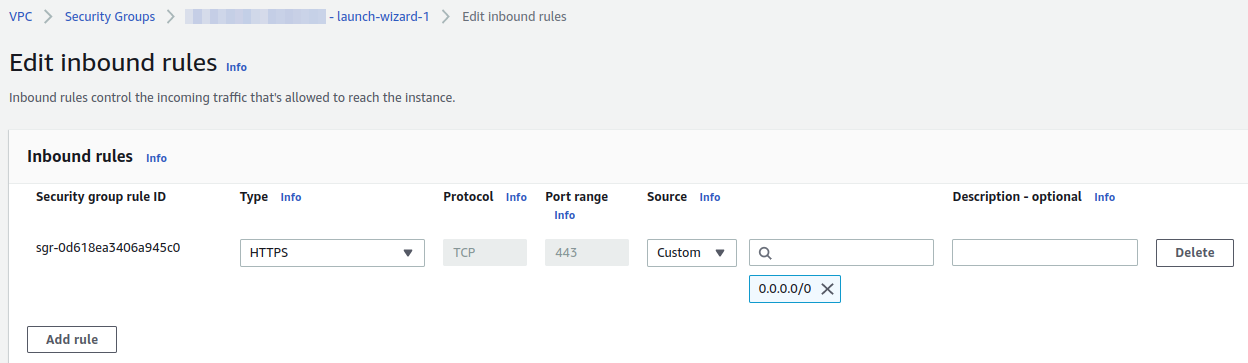 VPC Security Groups - launch-wizard-1 Edit inbound rules
Edit inbound rules Info
Inbound rules control the incoming traffic that's allowed to reach the instance.
Inbound rules Info
Security group rule ID Type Info Protocol Info Port range Info Source Info Description - optional Info
sgr-0d618ea3406a945c0 HTTPS TCP 443 Custom Delete
0.0.0.0/0
Add rule